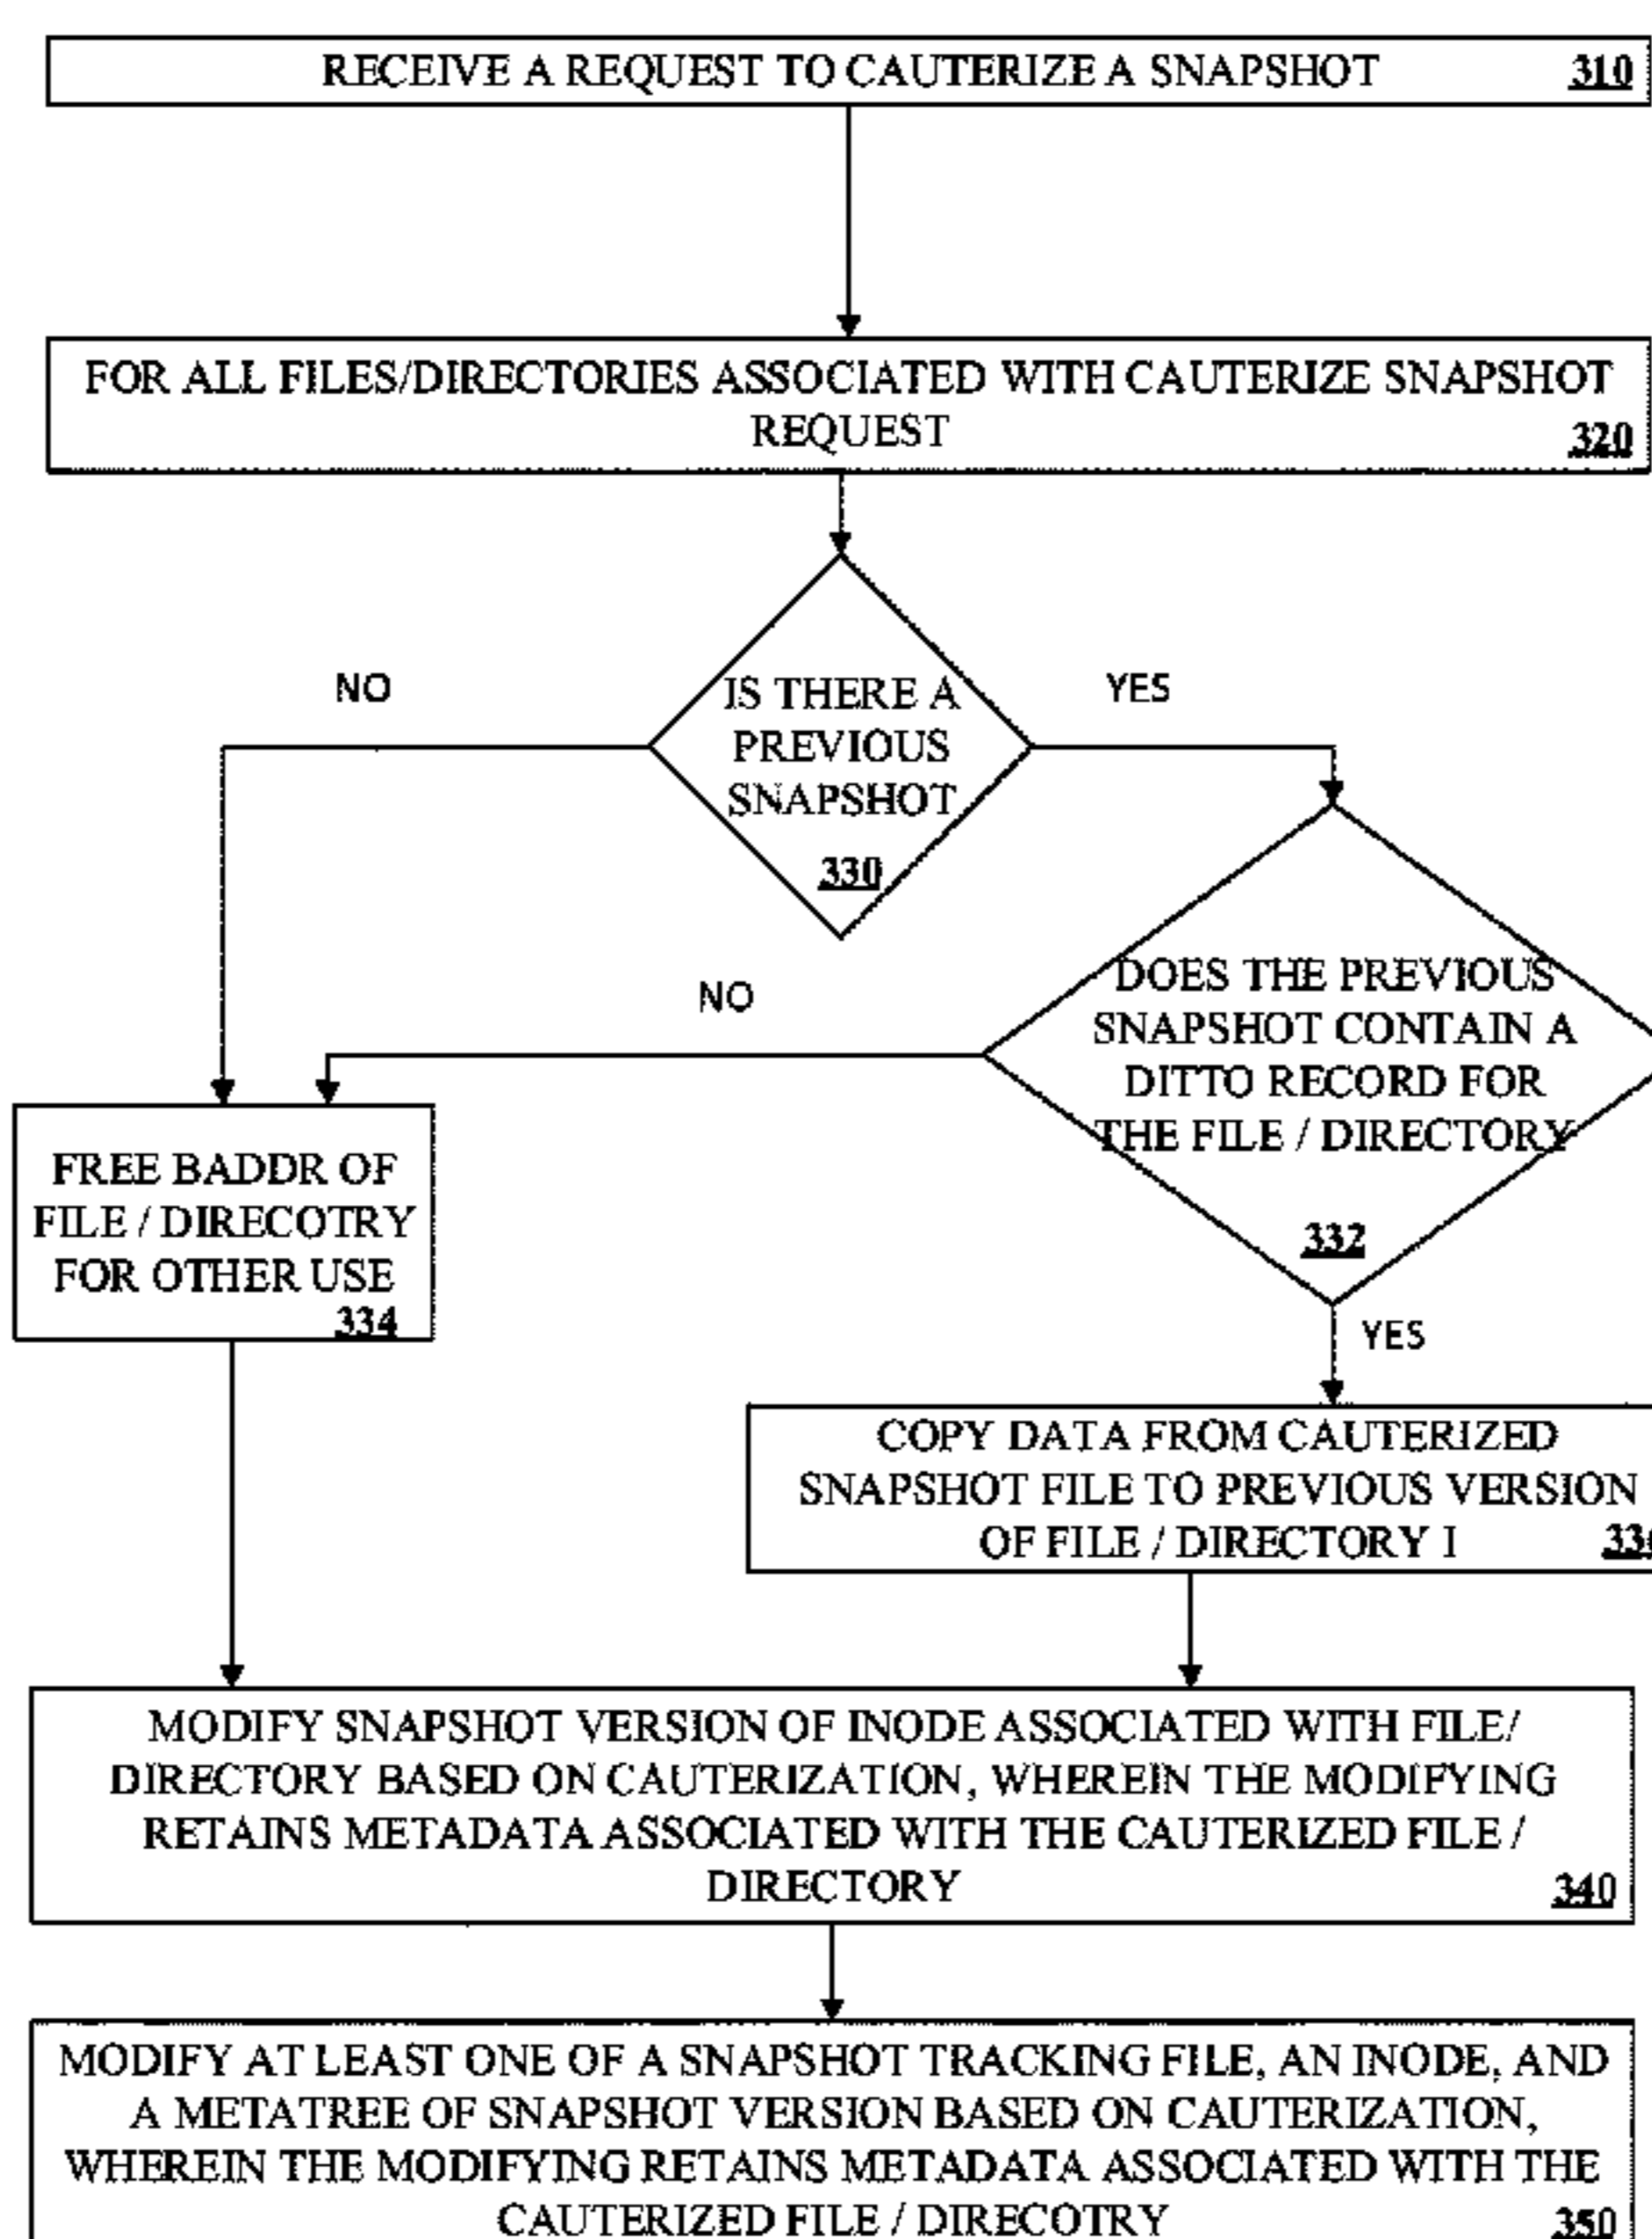 RECEIVE A REQUEST TO CAUTERIZE A SNAPSHOT 310
FOR ALL FILES/DIRECTORIES ASSOCIATED WITH CAUTERIZE SNAPSHOT
REQUEST 320
NO
YES
IS THERE A
PREVIOUS
SNAPSHOT
330
NO
DOES THE PREVIOUS
SNAPSHOT CONTAIN A
DITTO RECORD FOR
THE FILE / DIRECTORY
332
FREE BADDR OF
FILE / DIRECOTRY
FOR OTHER USE
334
YES
COPY DATA FROM CAUTERIZED
SNAPSHOT FILE TO PREVIOUS VERSION
OF FILE / DIRECTORY I
MODIFY SNAPSHOT VERSION OF INODE ASSOCIATED WITH FILE/
DIRECTORY BASED ON CAUTERIZATION, WHEREIN THE MODIFYING
RETAINS METADATA ASSOCIATED WITH THE CAUTERIZED FILE /
DIRECTORY 340
MODIFY AT LEAST ONE OF A SNAPSHOT TRACKING FILE, AN INODE, AND
A METATREE OF SNAPSHOT VERSION BASED ON CAUTERIZATION,
WHEREIN THE MODIFYING RETAINS METADATA ASSOCIATED WITH THE
CAUTERIZED FILE / DIRECOTRY 350